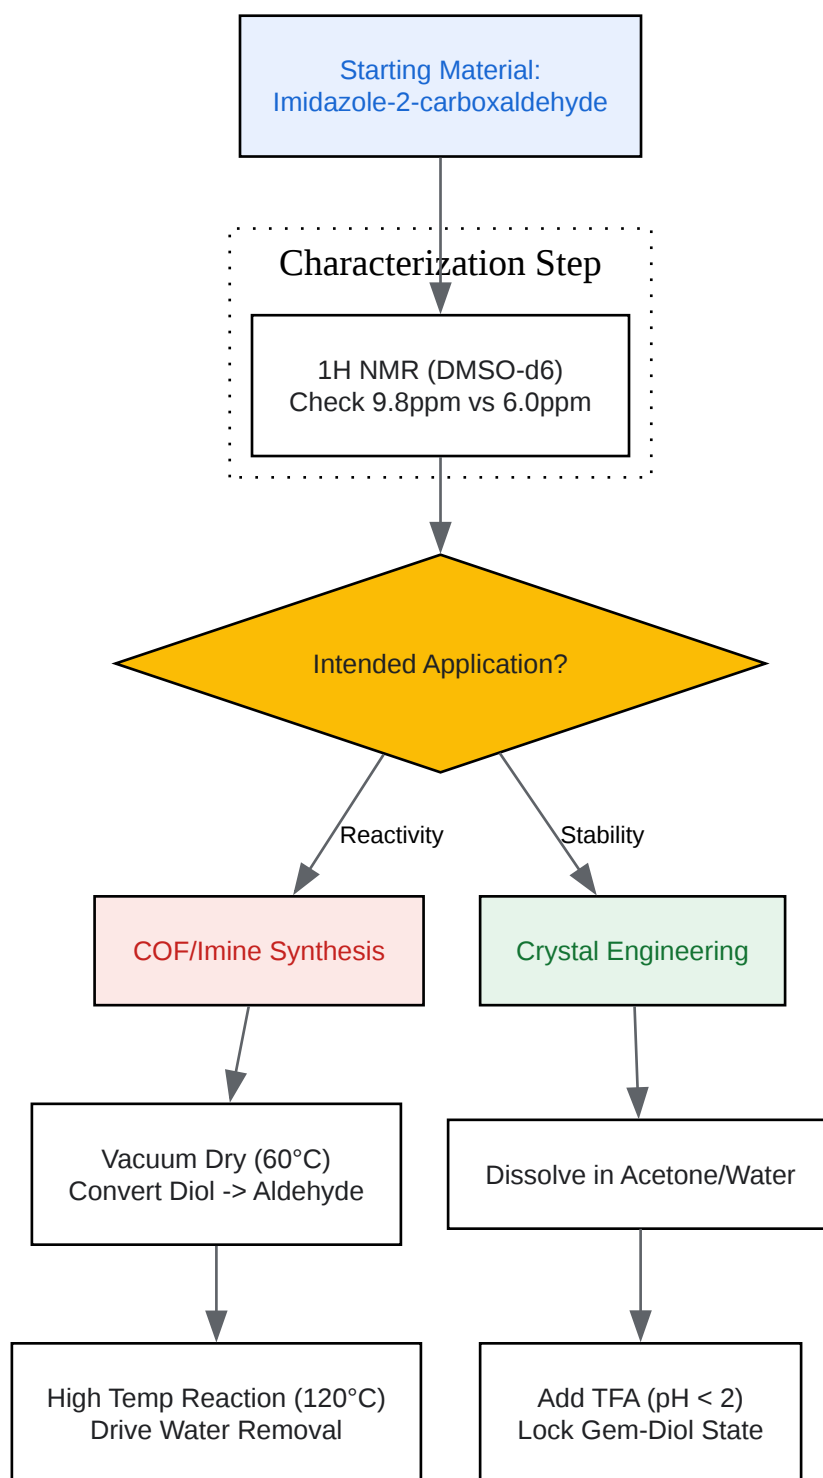 Starting Material:
Imidazole-2-carboxaldehyde
Characterization Step
1H NMR (DMSO-d6)
Check 9.8ppm vs 6.0ppm
Intended Application?
Reactivity
Stability
COF/Imine Synthesis
Crystal Engineering
Vacuum Dry (60°C)
Convert Diol -> Aldehyde
Dissolve in Acetone/Water
High Temp Reaction (120°C)
Drive Water Removal
Add TFA (pH < 2)
Lock Gem-Diol State